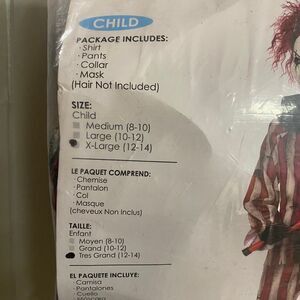 CHILD
PACKAGE INCLUDES:
· Shirt
· Pants
· Collar
· Mask
(Hair Not Included)
SIZE:
Child
Medium (8-10)
Large (10-12)
X-Large (12-14)
LE PAQUET COMPREND:
· Chemise
· Pantalon
· Col
· Masque
(cheveux Non Inclus)
TAILLE:
Enfant
Moyen (8-10)
Grand (10-12)
Tres Grand (12-14)
EL PAQUETE INCLUYE:
· Camisa
· Pantalones
· Cuello
· Máscara